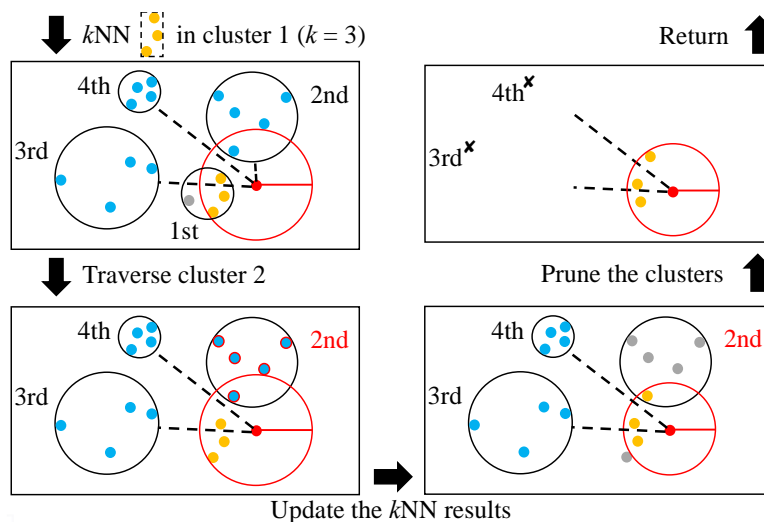 kNN in cluster 1 (k = 3)
Return
4th
2nd
3rd
1st
4th✘
3rd✘
Traverse cluster 2
Prune the clusters
4th
2nd
3rd
4th
2nd
3rd
Update the kNN results